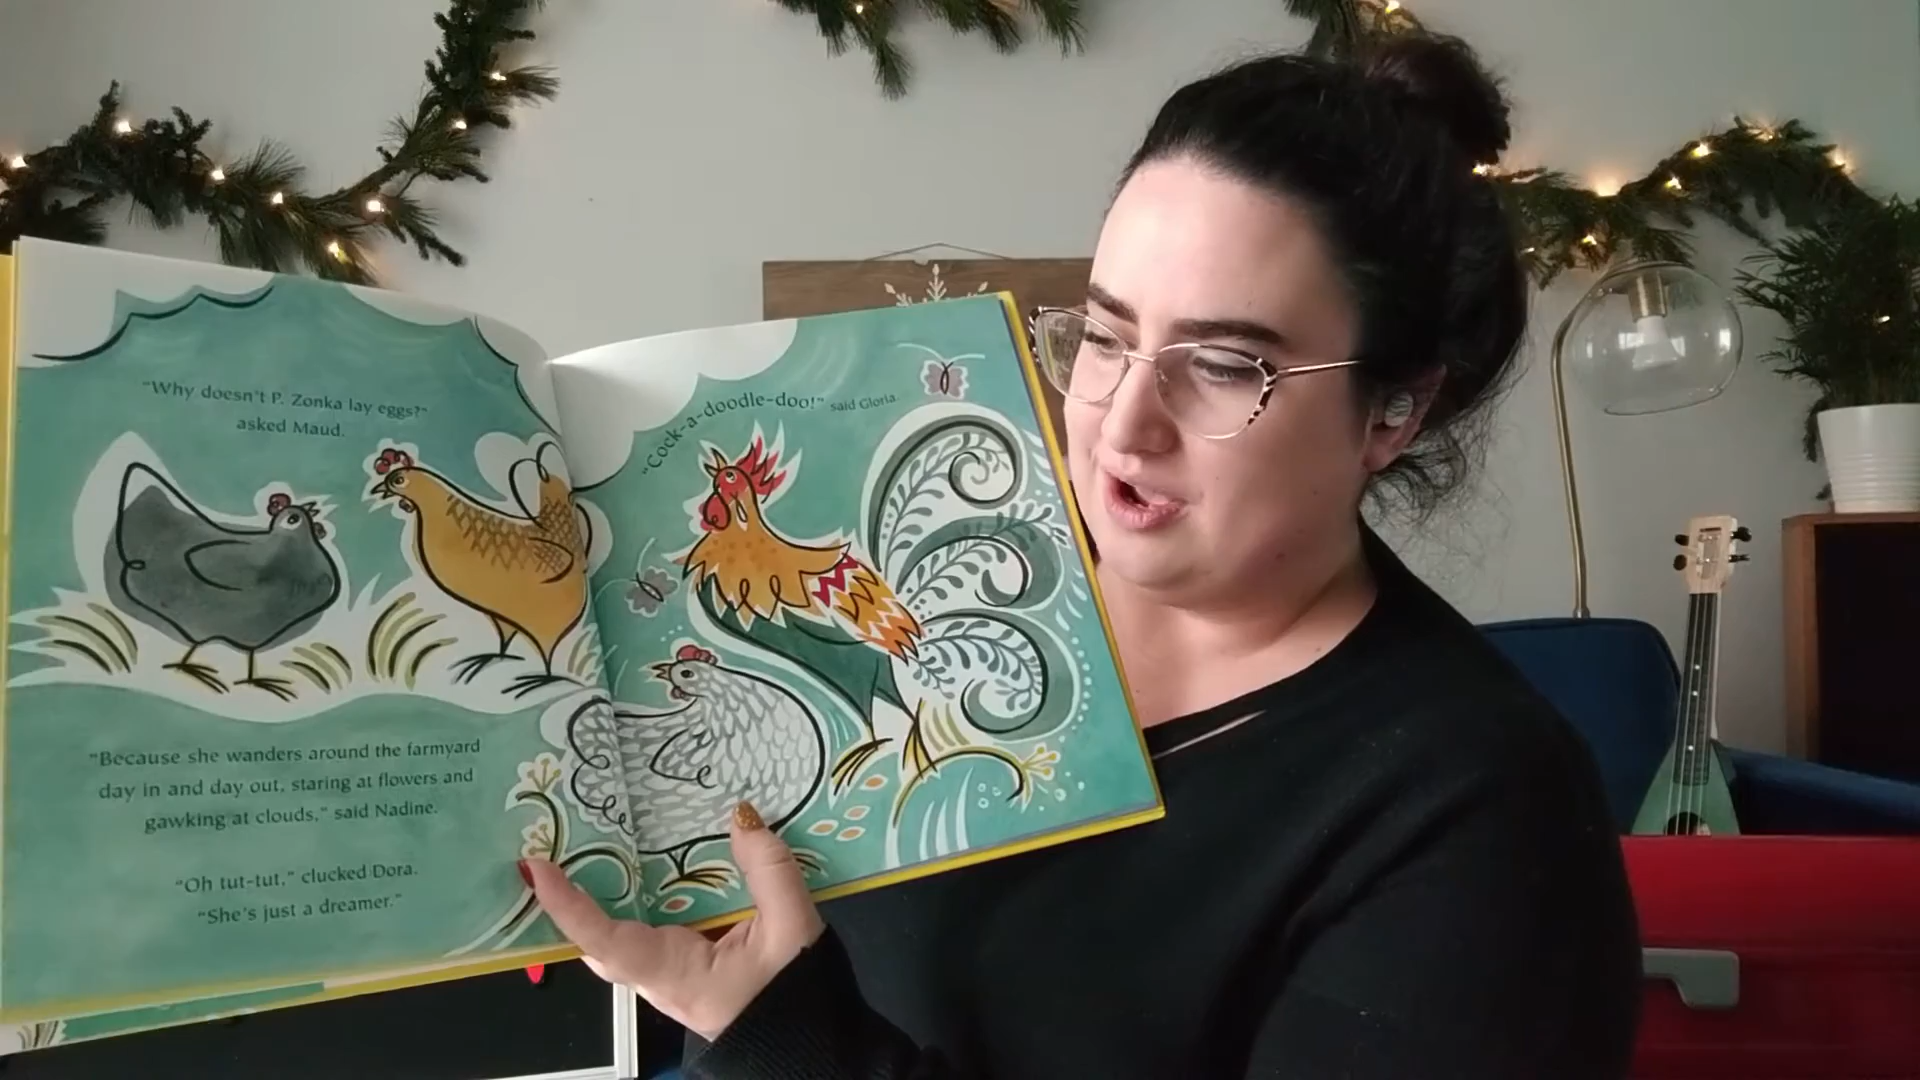 "Why doesn't P. Zonka lay eggs?"
asked Maud.
"Because she wanders around the farmyard
day in and day out, staring at flowers and
gawking at clouds," said Nadine.
"Oh tut-tut," clucked Dora.
"She's just a dreamer."
"Cock-a-doodle-doo!" said Gloria.